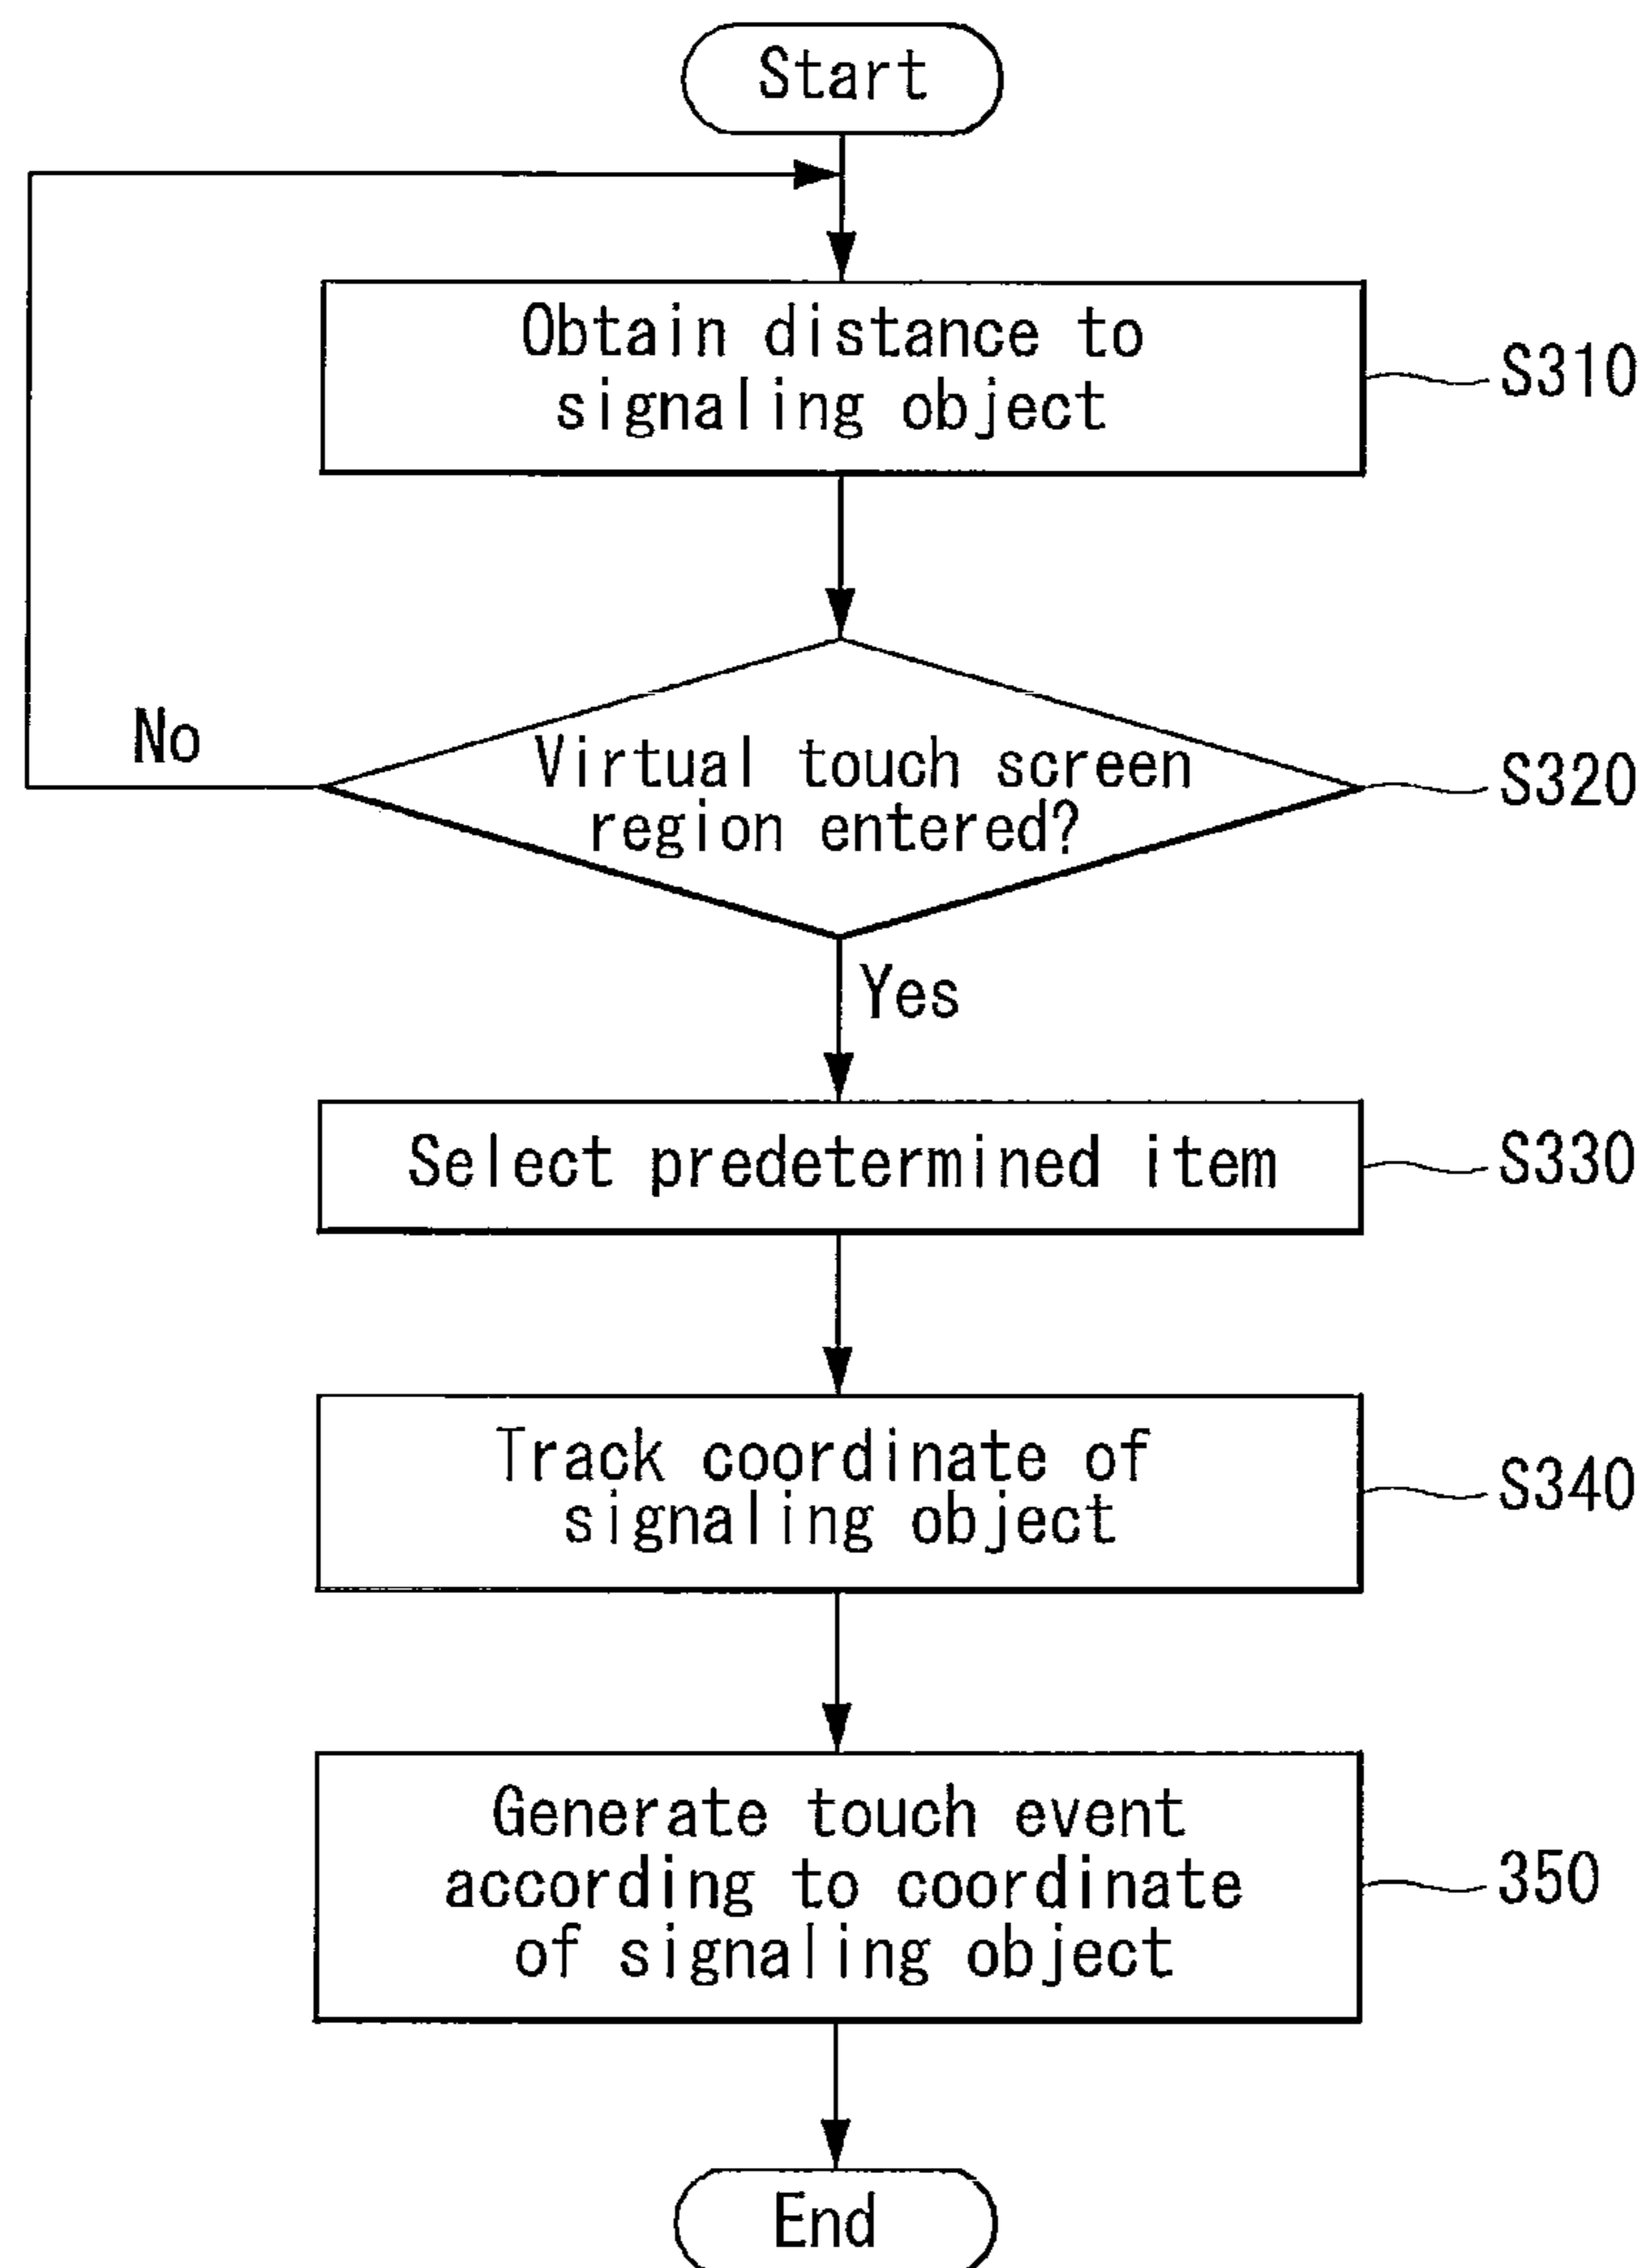 Start
Obtain distance to
signaling object
S310
No
Virtual touch screen
region entered?
S320
Yes
Select predetermined item
S330
Track coordinate of
signaling object
S340
Generate touch event
according to coordinate
of signaling object
350
End